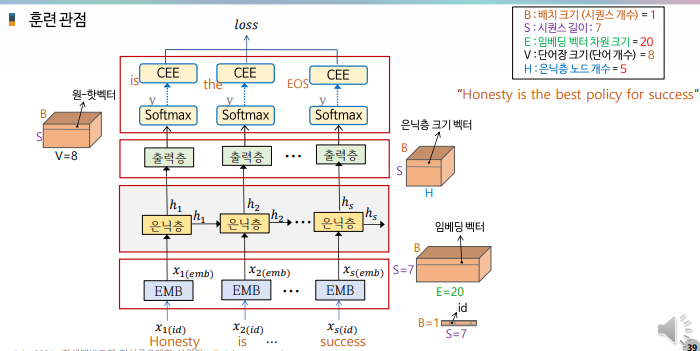 훈련 관점
B : 배치 크기 (시퀀스 개수) = 1
S : 시퀀스 길이 : 7
E : 임베딩 벡터 차원 크기 = 20
V : 단어장 크기(단어 개수) = 8
H : 은닉층 노드 개수 = 5
"Honesty is the best policy for success"
loss
is CEE the CEE EOS CEE
y y y
Softmax Softmax Softmax
원-핫벡터
B
S
V=8
출력층 출력층 ••• 출력층
은닉층 크기 벡터
B
S
H
h1 h2 hs
은닉층 h1 은닉층 h2 ••• 은닉층 hs
x1(emb) x2(emb) xs(emb)
EMB EMB ••• EMB
임베딩 벡터
B
S=7
E=20
id
B=1
S=7
x1(id) x2(id) xs(id)
Honesty is ••• success
39